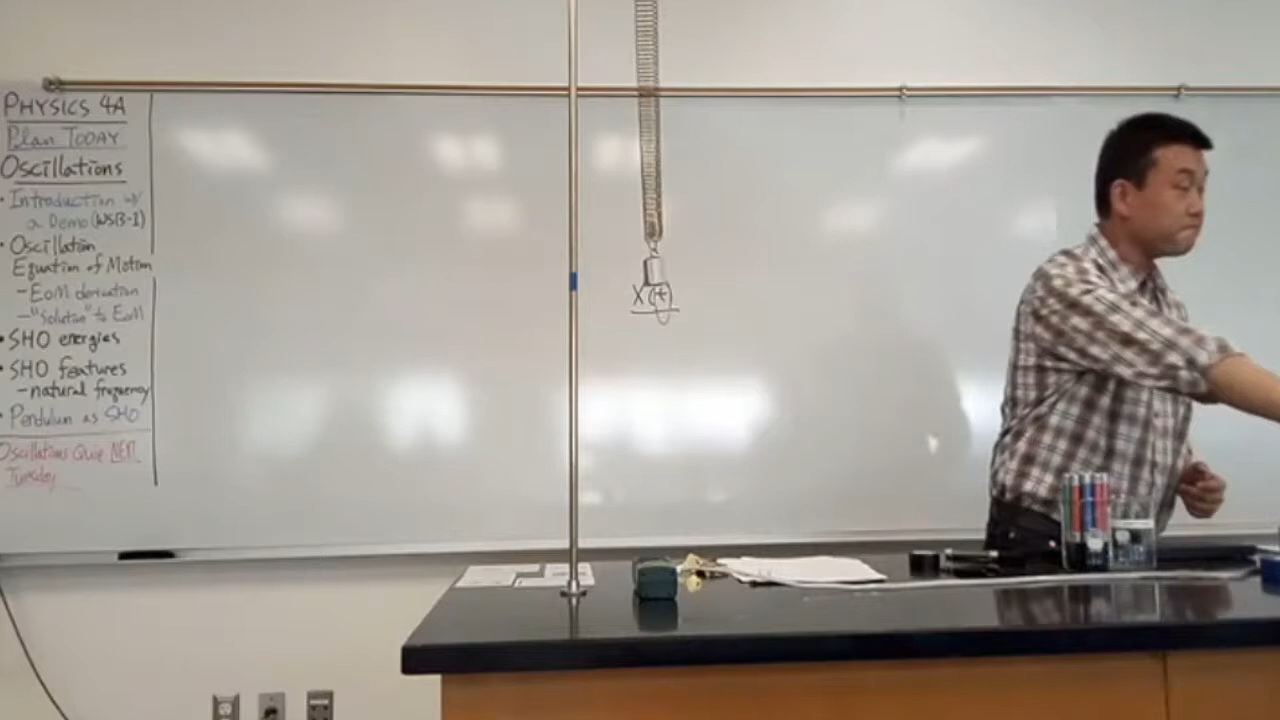 PHYSICS 4A
Plan TODAY
Oscillations
• Introduction w/
a Demo (WS13-1)
• Oscillation
Equation of Motion
- EoM derivation
- "Solution" to EoM
• SHO energies
• SHO features
- natural frequency
• Pendulum as SHO
Oscillations Quiz NEXT
Tuesday
X(t)